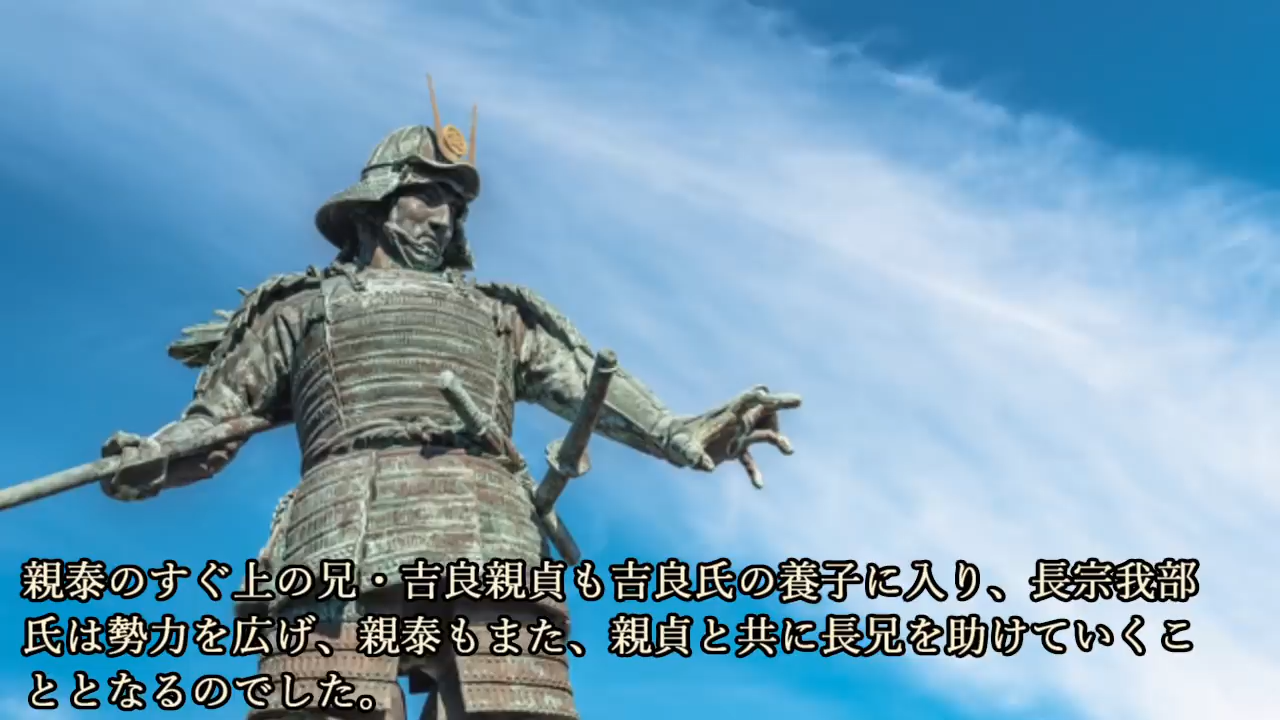 親泰のすぐ上の兄・吉良親貞も吉良氏の養子に入り、長宗我部
氏は勢力を広げ、親泰もまた、親貞と共に長兄を助けていくこ
ととなるのでした。